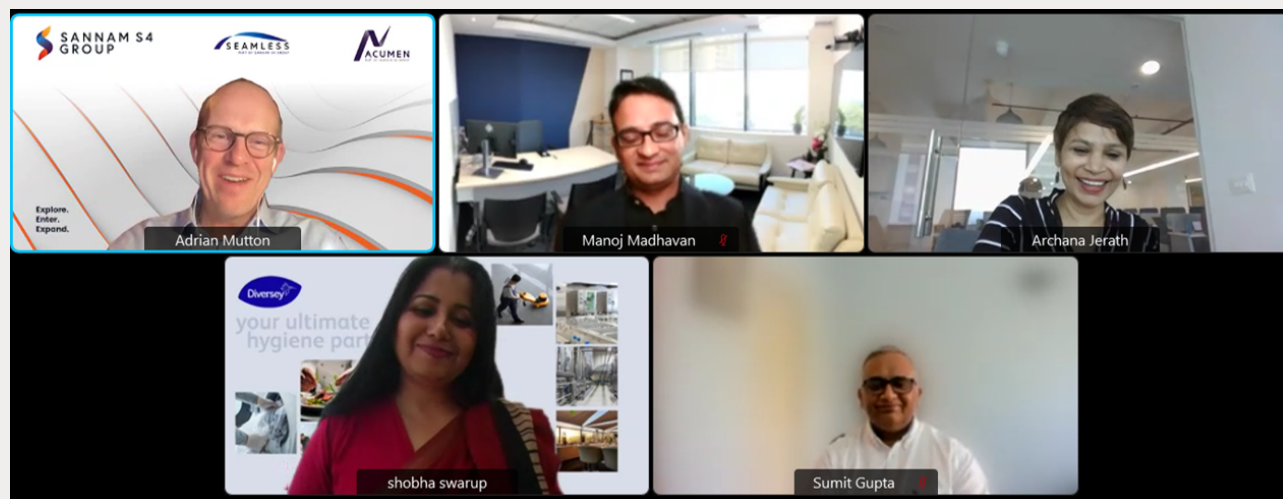 SANNAM S4
GROUP
SEAMLESS
ACUMEN
Explore.
Enter.
Expand.
Adrian Mutton
Manoj Madhavan
Archana Jerath
Diversey
your ultimate
hygiene part
shobha swarup
Sumit Gupta